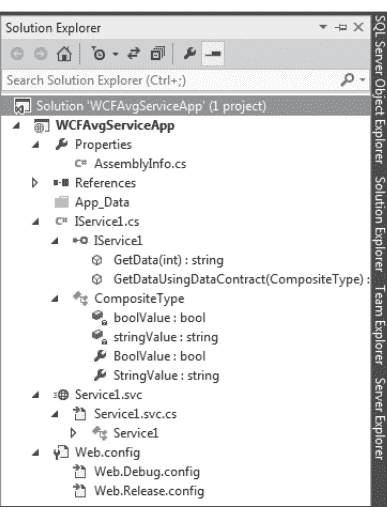 Solution Explorer
Search Solution Explorer (Ctrl+;)
Solution 'WCFAvgServiceApp' (1 project)
WCFAvgServiceApp
Properties
C# AssemblyInfo.cs
References
App_Data
C# IService1.cs
IService1
GetData(int) : string
GetDataUsingDataContract(CompositeType) :
CompositeType
boolValue : bool
stringValue : string
BoolValue : bool
StringValue : string
Service1.svc
Service1.svc.cs
Service1
Web.config
Web.Debug.config
Web.Release.config
SQL Server Object Explorer
Solution Explorer
Team Explorer
Server Explorer